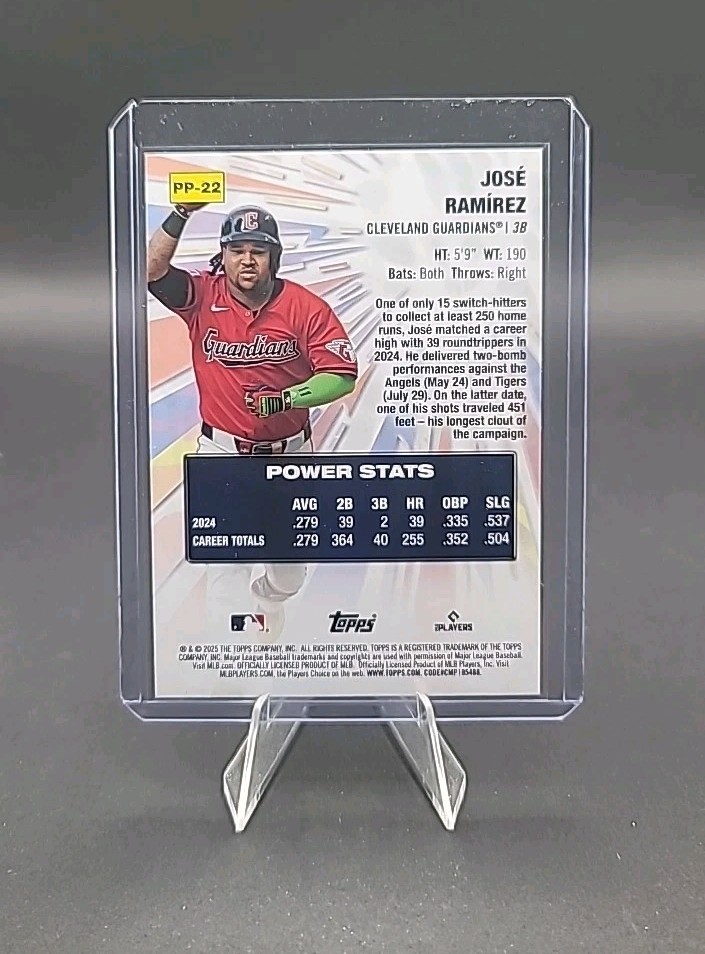 PP-22
JOSÉ
RAMÍREZ
CLEVELAND GUARDIANS® | 3B
HT: 5'9" WT: 190
Bats: Both Throws: Right
One of only 15 switch-hitters
to collect at least 250 home
runs, José matched a career
high with 39 roundtrippers in
2024. He delivered two-bomb
performances against the
Angels (May 24) and Tigers
(July 29). On the latter date,
one of his shots traveled 451
feet – his longest clout of
the campaign.
C
Guardians
POWER STATS
AVG 2B 3B HR OBP SLG
2024 .279 39 2 39 .335 .537
CAREER TOTALS .279 364 40 255 .352 .504
Topps
PLAYERS
® & © 2025 THE TOPPS COMPANY, INC. ALL RIGHTS RESERVED. TOPPS IS A REGISTERED TRADEMARK OF THE TOPPS
COMPANY, INC. Major League Baseball trademarks and copyrights are used with permission of Major League Baseball.
Visit MLB.com. OFFICIALLY LICENSED PRODUCT OF MLB. Officially Licensed Product of MLB Players, Inc. Visit
MLBPLAYERS.COM, the Players Choice on the web. WWW.TOPPS.COM. CODE#CMP105488.